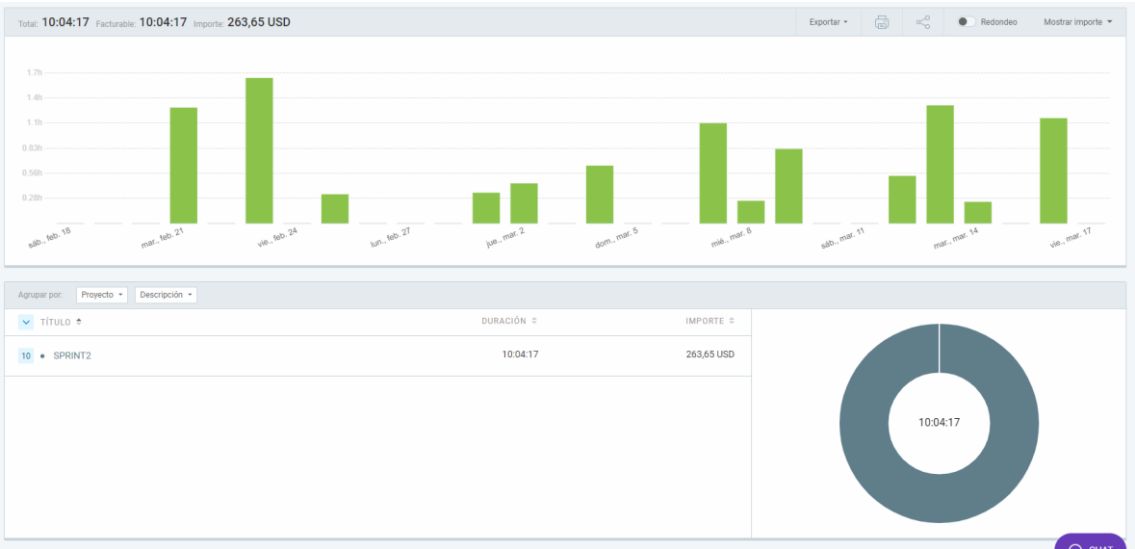 Total: 10:04:17 Facturable: 10:04:17 Importe: 263,65 USD Exportar Redondeo Mostrar importe
1.7h
1.4h
1.1h
0.83h
0.56h
0.28h
sáb., feb. 18 mar., feb. 21 vie., feb. 24 lun., feb. 27 jue., mar. 2 dom., mar. 5 mié., mar. 8 sáb., mar. 11 mar., mar. 14 vie., mar. 17
Agrupar por: Proyecto Descripción
TÍTULO DURACIÓN IMPORTE
10 SPRINT2 10:04:17 263,65 USD
10:04:17
CHAT